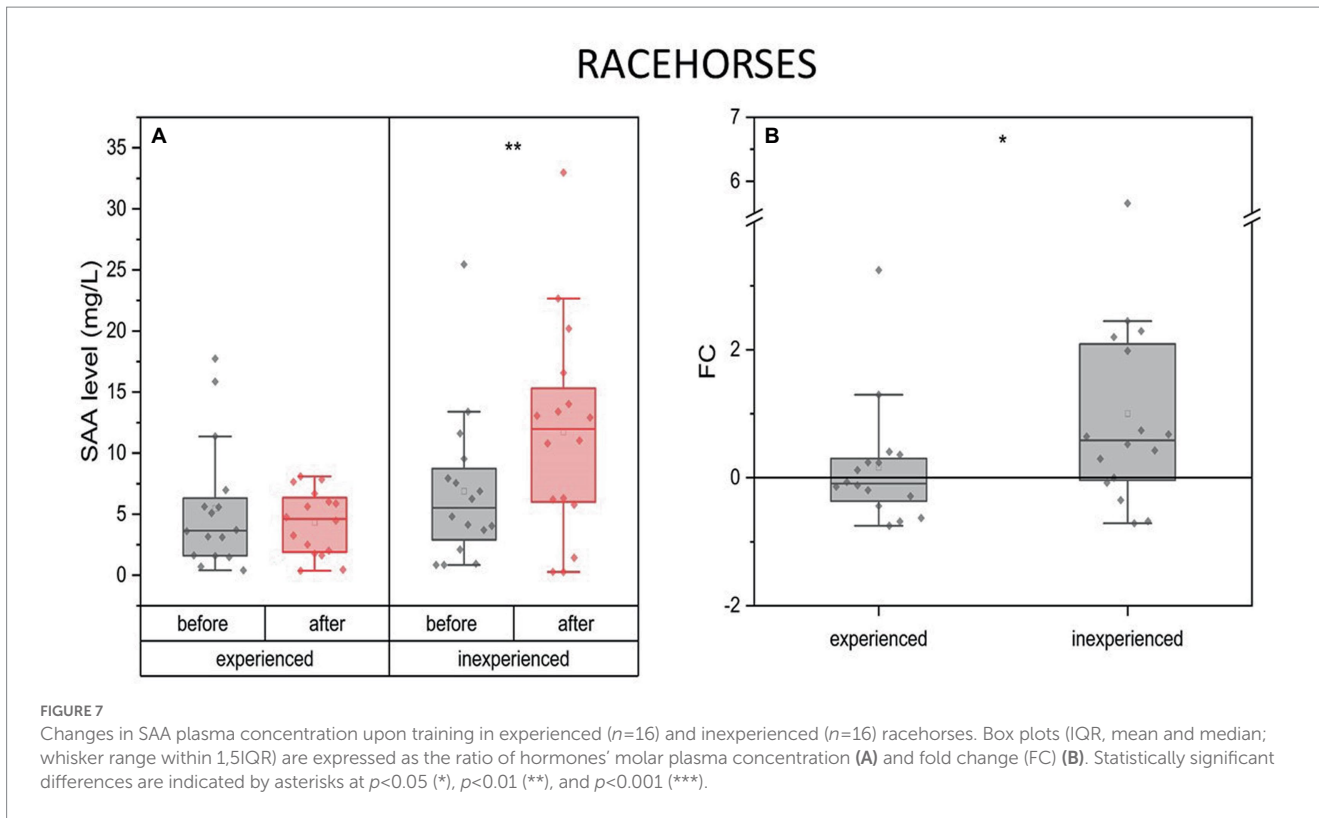 RACEHORSES
A
**
SAA level (mg/L)
35
30
25
20
15
10
5
0
before after before after
experienced inexperienced
B
*
FC
7
6
2
0
-2
experienced inexperienced
FIGURE 7
Changes in SAA plasma concentration upon training in experienced (n=16) and inexperienced (n=16) racehorses. Box plots (IQR, mean and median;
whisker range within 1,5IQR) are expressed as the ratio of hormones’ molar plasma concentration (A) and fold change (FC) (B). Statistically significant
differences are indicated by asterisks at p<0.05 (*), p<0.01 (**), and p<0.001 (***).